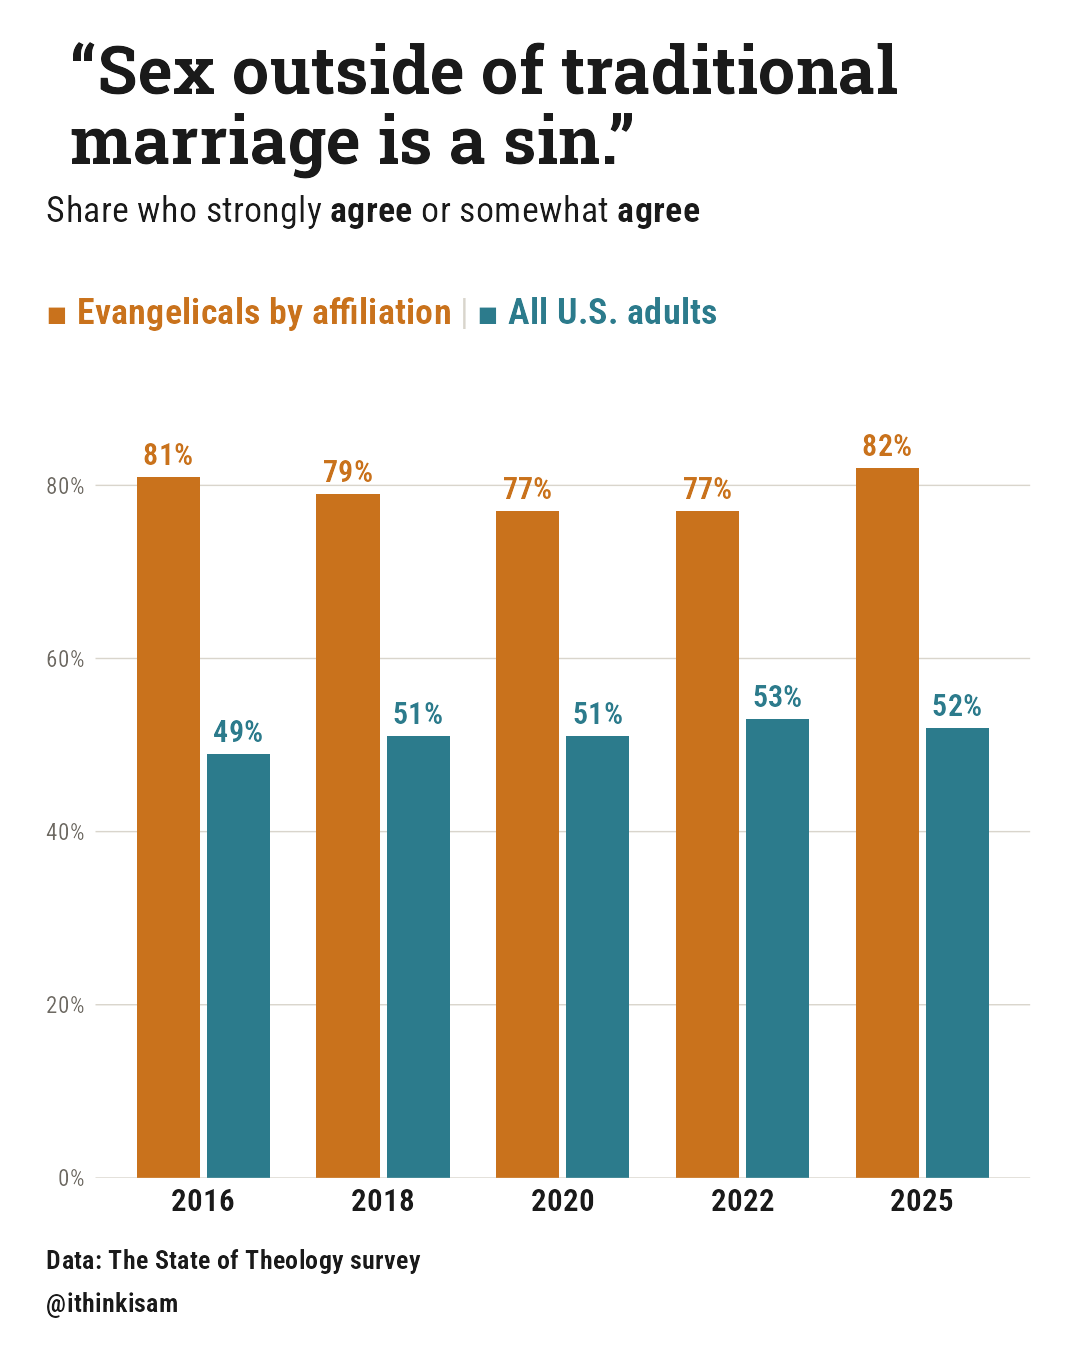 “Sex outside of traditional
marriage is a sin.”
Share who strongly agree or somewhat agree
Evangelicals by affiliation | All U.S. adults
81%
79%
77%
77%
82%
49%
51%
51%
53%
52%
80%
60%
40%
20%
0%
2016 2018 2020 2022 2025
Data: The State of Theology survey
@ithinkisam